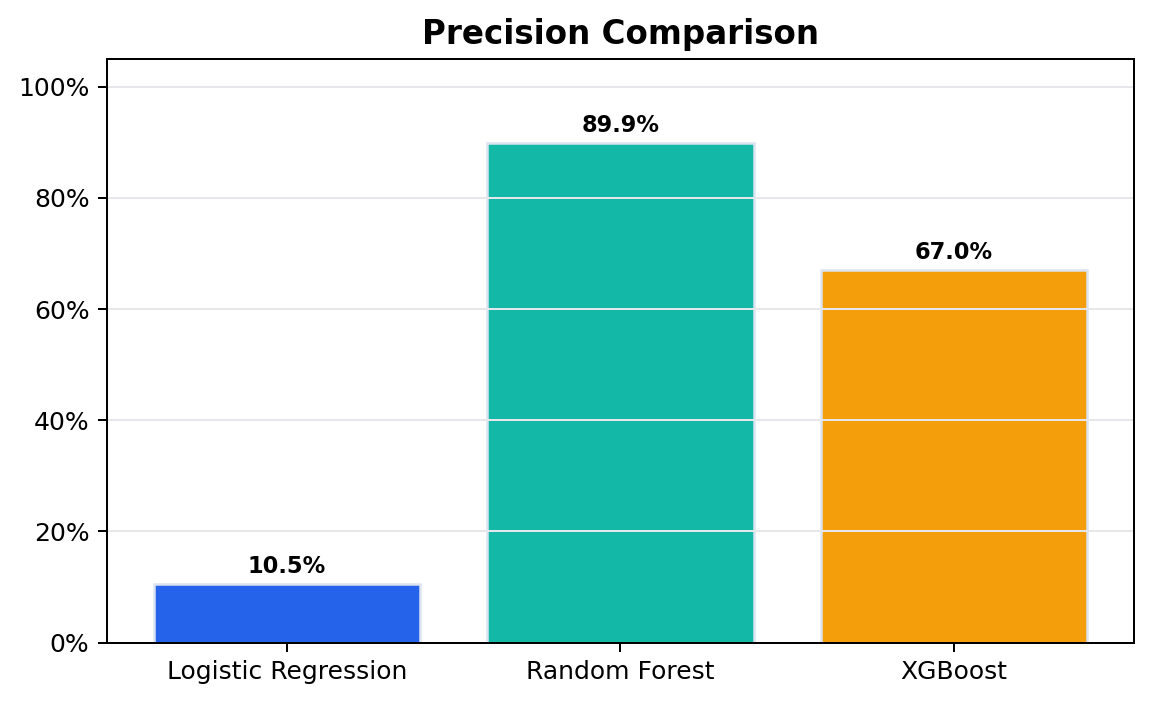 Precision Comparison
100%
80%
60%
40%
20%
0%
10.5%
89.9%
67.0%
Logistic Regression
Random Forest
XGBoost